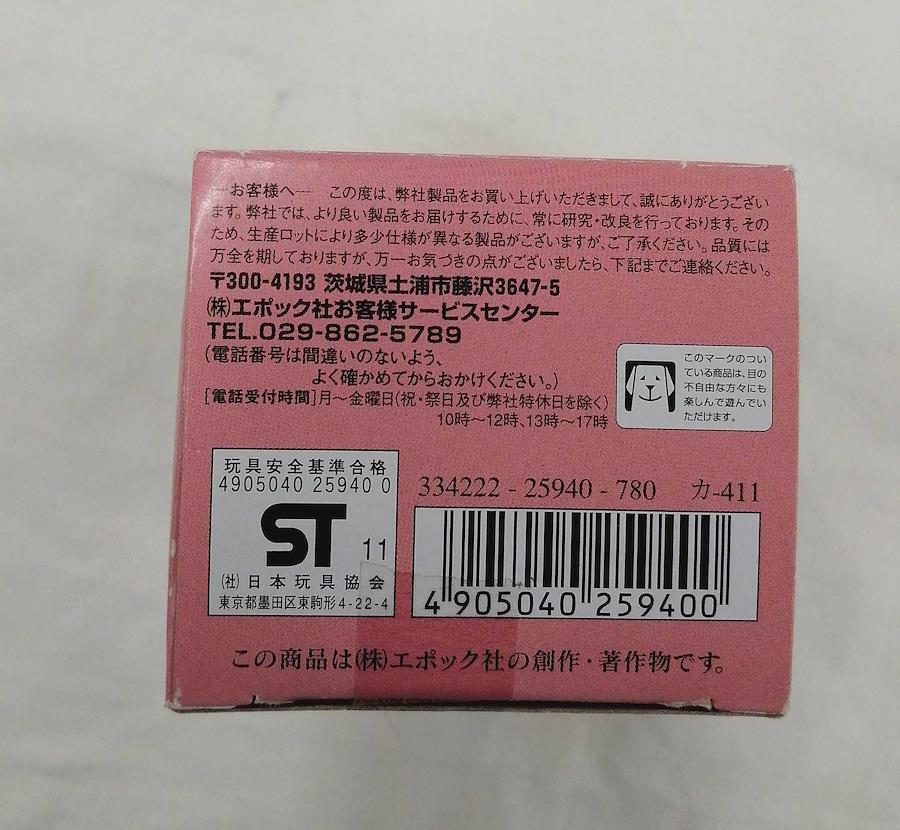 ―お客様へ― この度は、弊社製品をお買い上げいただきまして、誠にありがとうござい
ます。弊社では、より良い製品をお届けするために、常に研究・改良を行っております。その
ため、生産ロットにより多少仕様が異なる製品がございますが、ご了承ください。品質には
万全を期しておりますが、万一お気づきの点がございましたら、下記までご連絡ください。
〒300-4193 茨城県土浦市藤沢3647-5
(株)エポック社お客様サービスセンター
TEL.029-862-5789
(電話番号は間違いのないよう、
よく確かめてからおかけください。)
[電話受付時間]月～金曜日(祝・祭日及び弊社特休日を除く)
10時～12時、13時～17時
このマークのつい
ている商品は、目の
不自由な方々にも
楽しんで遊んでい
ただけます。
玩具安全基準合格
4905040 25940 0
ST 11
(社)日本玩具協会
東京都墨田区東駒形4-22-4
334222-25940-780 カ-411
4 905040 259400
この商品は(株)エポック社の創作・著作物です。